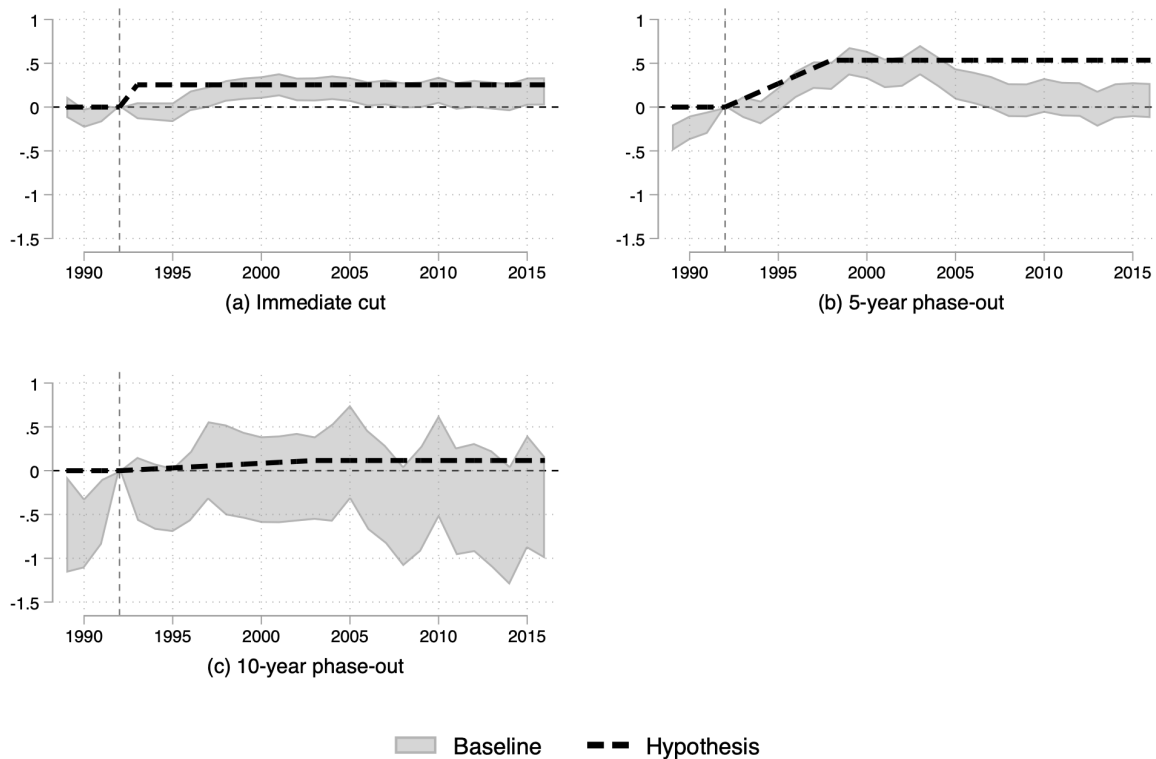 1
.5
0
-.5
-1
-1.5
1990 1995 2000 2005 2010 2015
(a) Immediate cut
1
.5
0
-.5
-1
-1.5
1990 1995 2000 2005 2010 2015
(b) 5-year phase-out
1
.5
0
-.5
-1
-1.5
1990 1995 2000 2005 2010 2015
(c) 10-year phase-out
Baseline Hypothesis